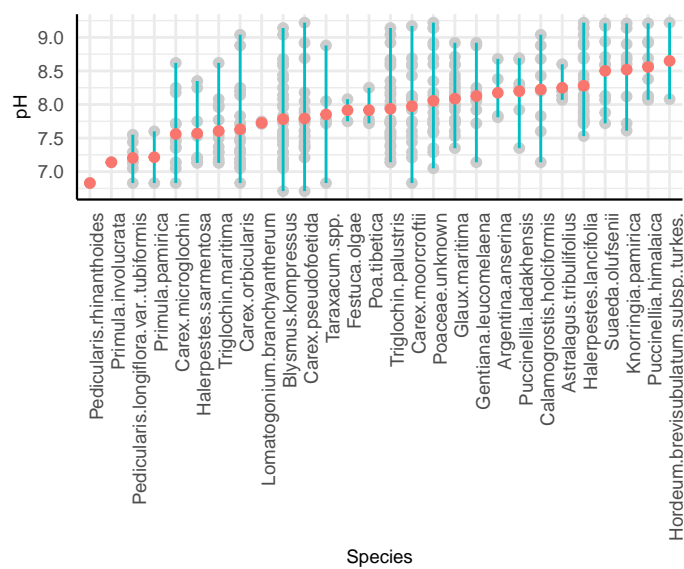 9.0
8.5
8.0
7.5
7.0
pH
Pedicularis.rhinanthoides
Primula.involucrata
Pedicularis.longiflora.var..tubiformis
Primula.pamirica
Carex.microglochin
Halerpestes.sarmentosa
Triglochin.maritima
Carex.orbicularis
Lomatogonium.branchyantherum
Blysmus.kompressus
Carex.pseudofoetida
Taraxacum.spp.
Festuca.olgae
Poa.tibetica
Triglochin.palustris
Carex.moorcroftii
Poaceae.unknown
Glaux.maritima
Gentiana.leucomelaena
Argentina.anserina
Puccinellia.ladakhensis
Calamogrostis.holciformis
Astralagus.tribulifolius
Halerpestes.lancifolia
Suaeda.olufsenii
Knorringia.pamirica
Puccinellia.himalaica
Hordeum.brevisubulatum.subsp..turkes.
Species